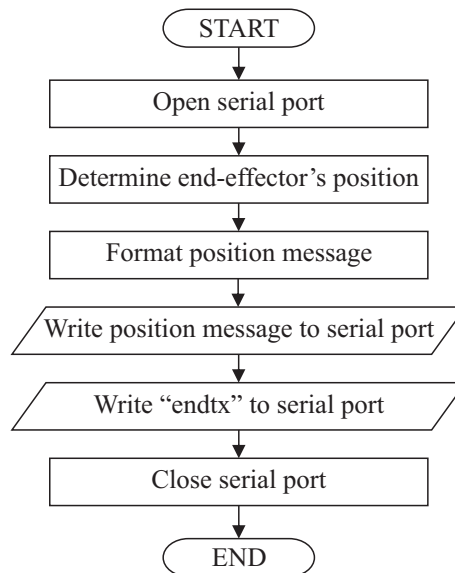 START
Open serial port
Determine end-effector’s position
Format position message
Write position message to serial port
Write “endtx” to serial port
Close serial port
END